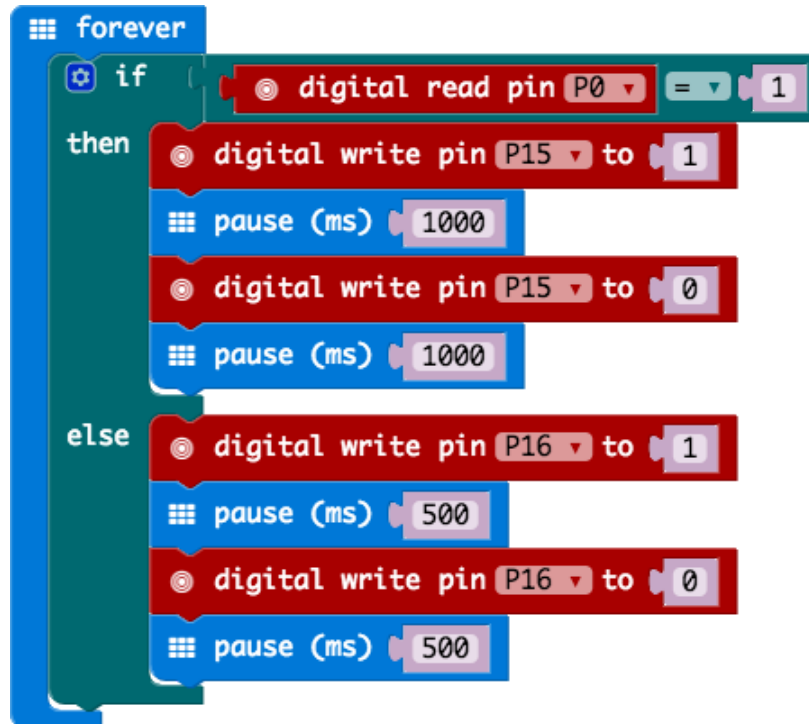 forever
if digital read pin P0 = 1
then digital write pin P15 to 1
pause (ms) 1000
digital write pin P15 to 0
pause (ms) 1000
else digital write pin P16 to 1
pause (ms) 500
digital write pin P16 to 0
pause (ms) 500